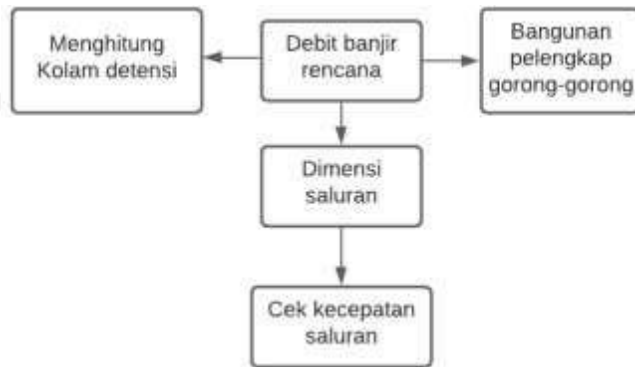 Menghitung
Kolam detensi
Debit banjir
rencana
Bangunan
pelengkap
gorong-gorong
Dimensi
saluran
Cek kecepatan
saluran